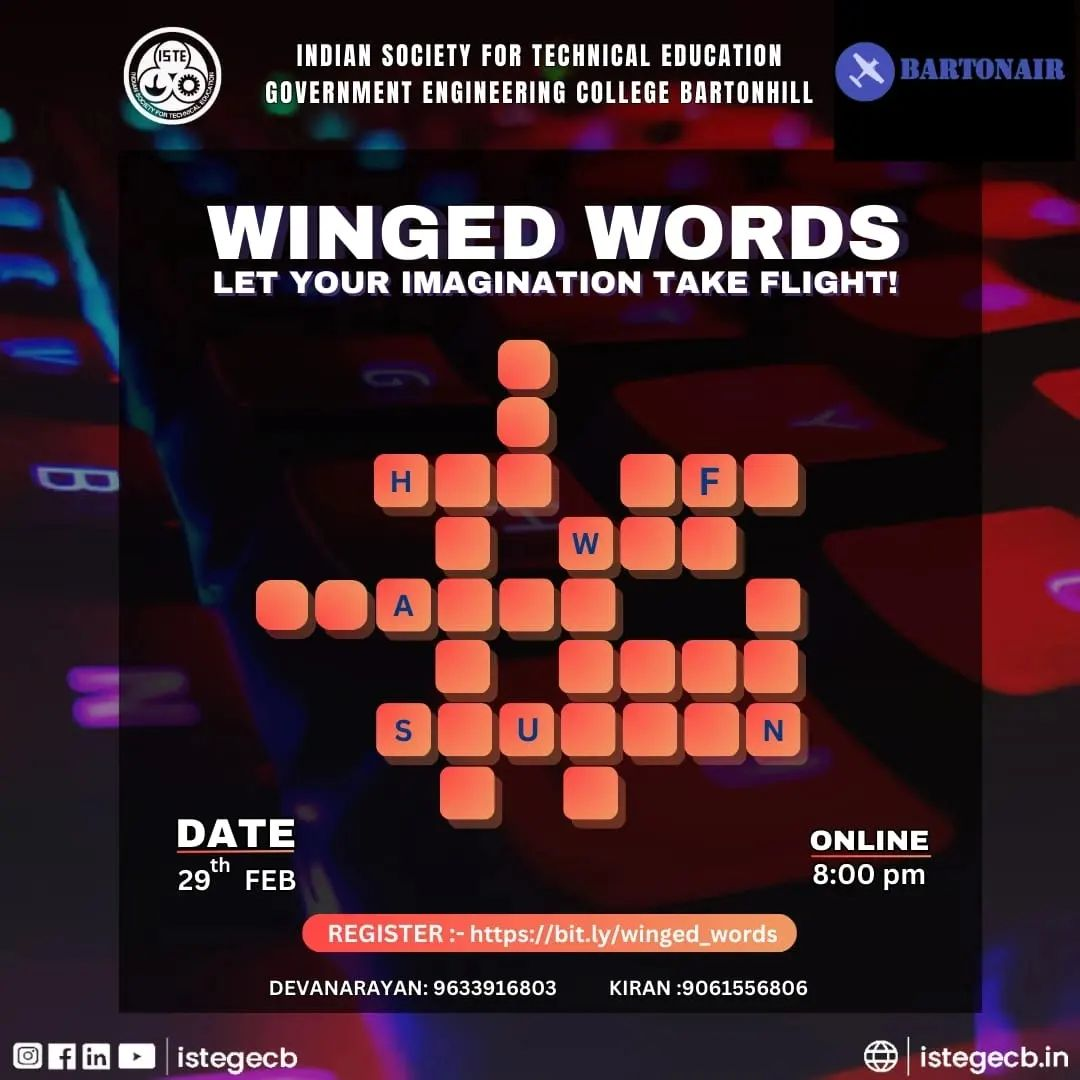 ISTE
INDIAN SOCIETY FOR TECHNICAL EDUCATION
INDIAN SOCIETY FOR TECHNICAL EDUCATION
GOVERNMENT ENGINEERING COLLEGE BARTONHILL
BARTONAIR
WINGED WORDS
LET YOUR IMAGINATION TAKE FLIGHT!
G
Y
B
H F
W
A
S U N
N
DATE
29th FEB
ONLINE
8:00 pm
REGISTER :- https://bit.ly/winged_words
DEVANARAYAN: 9633916803 KIRAN :9061556806
istegecb
istegecb.in